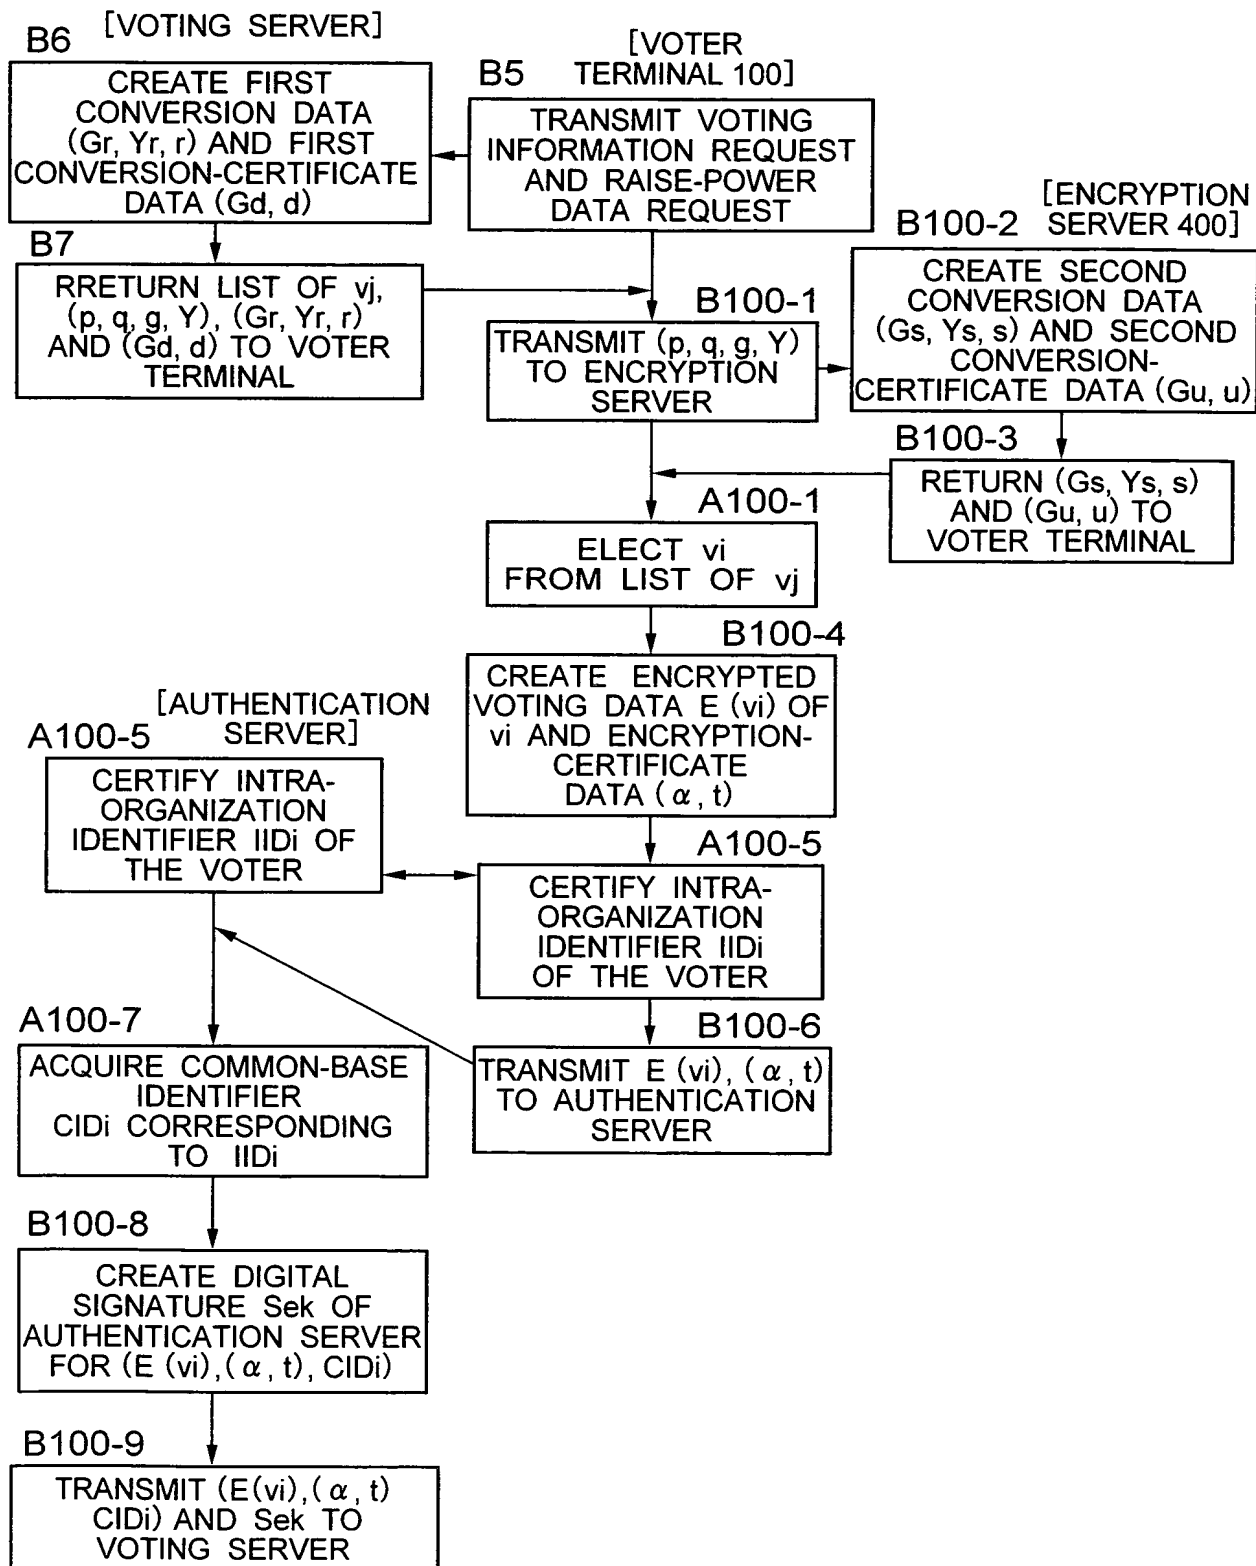 [VOTING SERVER]
B6
CREATE FIRST
CONVERSION DATA
(Gr, Yr, r) AND FIRST
CONVERSION-CERTIFICATE
DATA (Gd, d)
[VOTER
TERMINAL 100]
B5
TRANSMIT VOTING
INFORMATION REQUEST
AND RAISE-POWER
DATA REQUEST
B7
RRETURN LIST OF vj,
(p, q, g, Y), (Gr, Yr, r)
AND (Gd, d) TO VOTER
TERMINAL
B100-1
TRANSMIT (p, q, g, Y)
TO ENCRYPTION
SERVER
[ENCRYPTION
SERVER 400]
B100-2
CREATE SECOND
CONVERSION DATA
(Gs, Ys, s) AND SECOND
CONVERSION-
CERTIFICATE DATA (Gu, u)
B100-3
RETURN (Gs, Ys, s)
AND (Gu, u) TO
VOTER TERMINAL
A100-1
ELECT vi
FROM LIST OF vj
B100-4
CREATE ENCRYPTED
VOTING DATA E (vi) OF
vi AND ENCRYPTION-
CERTIFICATE
DATA (α, t)
[AUTHENTICATION
SERVER]
A100-5
CERTIFY INTRA-
ORGANIZATION
IDENTIFIER IIDi OF
THE VOTER
A100-5
CERTIFY INTRA-
ORGANIZATION
IDENTIFIER IIDi
OF THE VOTER
B100-6
TRANSMIT E (vi), (α, t)
TO AUTHENTICATION
SERVER
A100-7
ACQUIRE COMMON-BASE
IDENTIFIER
CIDi CORRESPONDING
TO IIDi
B100-8
CREATE DIGITAL
SIGNATURE Sek OF
AUTHENTICATION SERVER
FOR (E (vi), (α, t), CIDi)
B100-9
TRANSMIT (E(vi), (α, t)
CIDi) AND Sek TO
VOTING SERVER